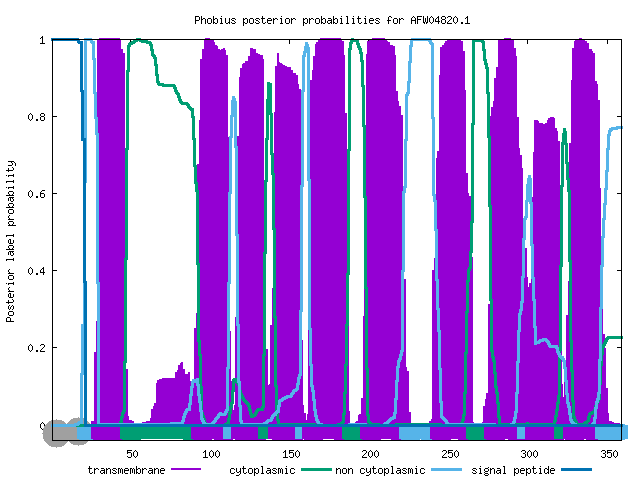 Phobius posterior probabilities for AFW04820.1
Posterior label probability
1
0.8
0.6
0.4
0.2
0
50 100 150 200 250 300 350
transmembrane cytoplasmic non cytoplasmic signal peptide